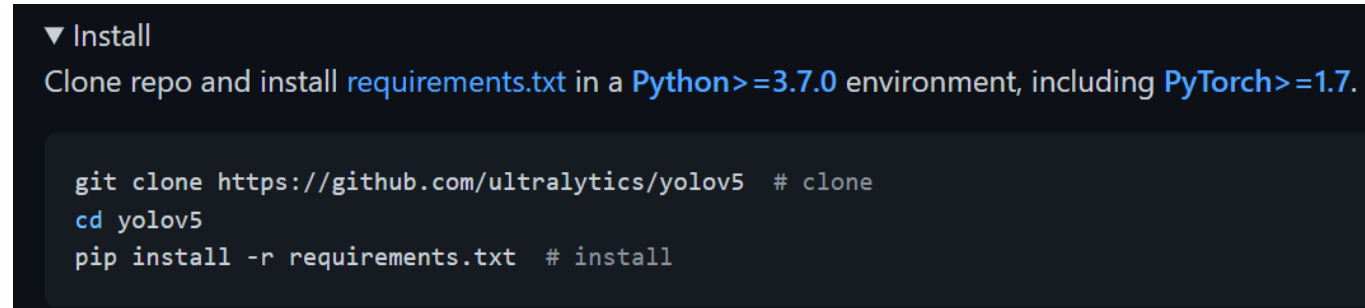 ▼ Install
Clone repo and install requirements.txt in a Python>=3.7.0 environment, including PyTorch>=1.7.
git clone https://github.com/ultralytics/yolov5 # clone
cd yolov5
pip install -r requirements.txt # install